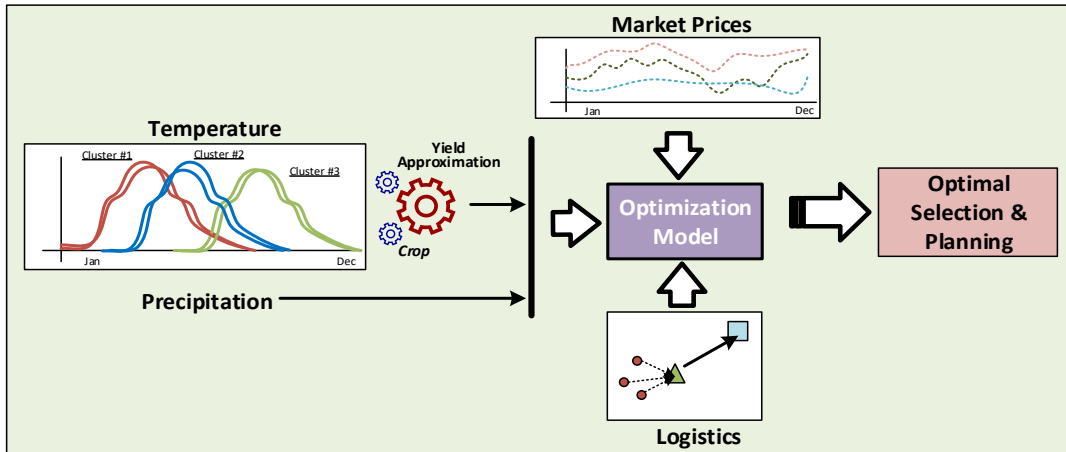 Market Prices
Jan
Dec
Temperature
Cluster #1
Cluster #2
Cluster #3
Jan
Dec
Yield
Approximation
Crop
Precipitation
Optimization
Model
Optimal
Selection &
Planning
Logistics